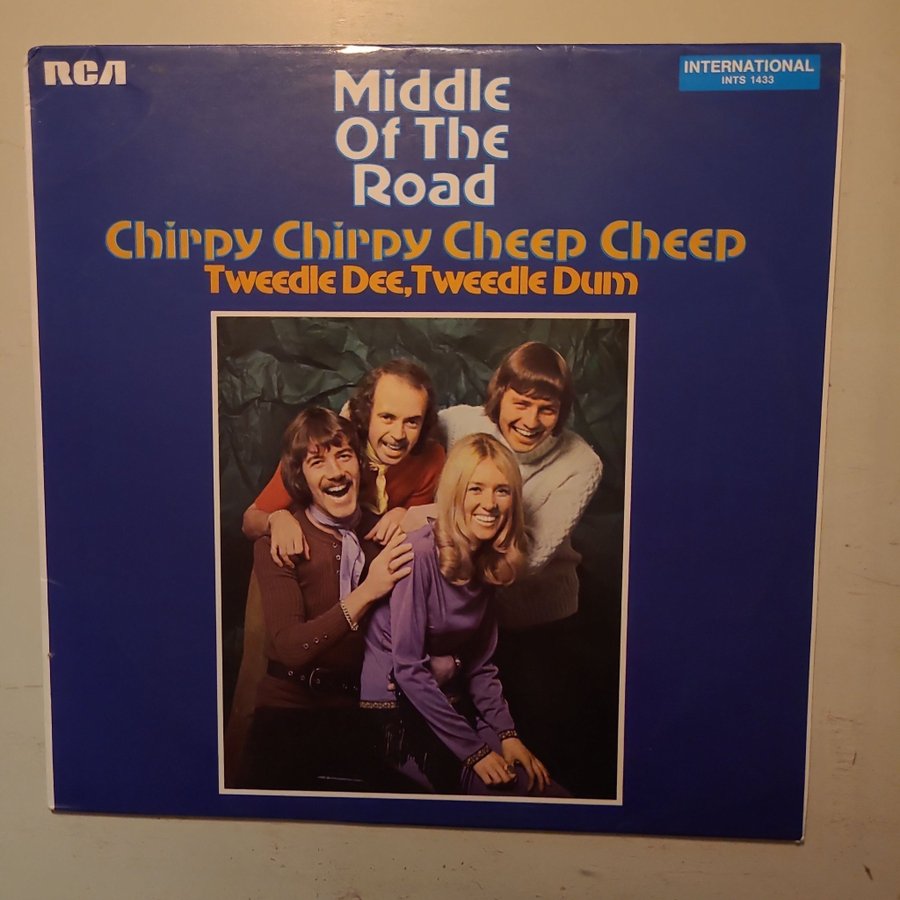 RCA
INTERNATIONAL
INTS 1433
Middle
Of The
Road
Chirpy Chirpy Cheep Cheep
Tweedle Dee, Tweedle Dum